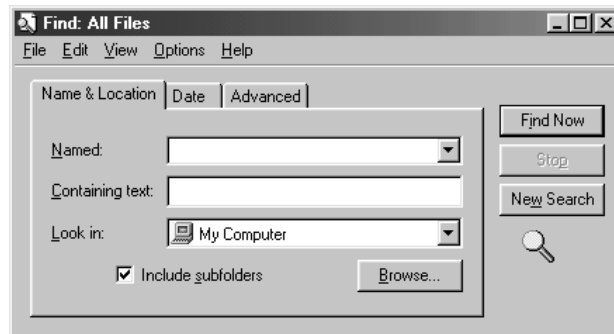 Find: All Files
File Edit View Options Help
Name & Location Date Advanced
Named:
Containing text:
Look in: My Computer
Include subfolders Browse...
Find Now
Stop
New Search